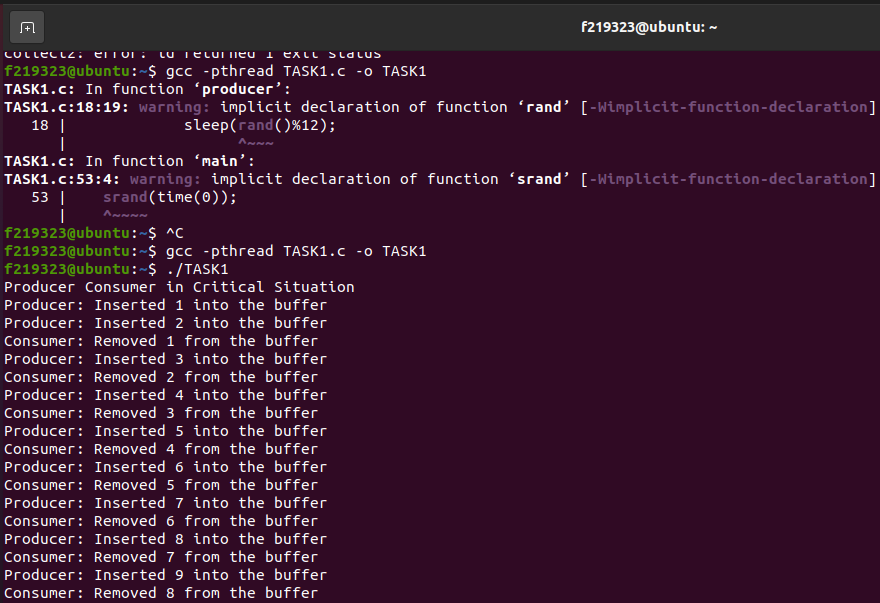 f219323@ubuntu: ~
collect2: error: ld returned 1 exit status
f219323@ubuntu:~$ gcc -pthread TASK1.c -o TASK1
TASK1.c: In function ‘producer’:
TASK1.c:18:19: warning: implicit declaration of function ‘rand’ [-Wimplicit-function-declaration]
   18 |             sleep(rand()%12);
      |                   ^~~~
TASK1.c: In function ‘main’:
TASK1.c:53:4: warning: implicit declaration of function ‘srand’ [-Wimplicit-function-declaration]
   53 |    srand(time(0));
      |    ^~~~~
f219323@ubuntu:~$ ^C
f219323@ubuntu:~$ gcc -pthread TASK1.c -o TASK1
f219323@ubuntu:~$ ./TASK1
Producer Consumer in Critical Situation
Producer: Inserted 1 into the buffer
Producer: Inserted 2 into the buffer
Consumer: Removed 1 from the buffer
Producer: Inserted 3 into the buffer
Consumer: Removed 2 from the buffer
Producer: Inserted 4 into the buffer
Consumer: Removed 3 from the buffer
Producer: Inserted 5 into the buffer
Consumer: Removed 4 from the buffer
Producer: Inserted 6 into the buffer
Consumer: Removed 5 from the buffer
Producer: Inserted 7 into the buffer
Consumer: Removed 6 from the buffer
Producer: Inserted 8 into the buffer
Consumer: Removed 7 from the buffer
Producer: Inserted 9 into the buffer
Consumer: Removed 8 from the buffer